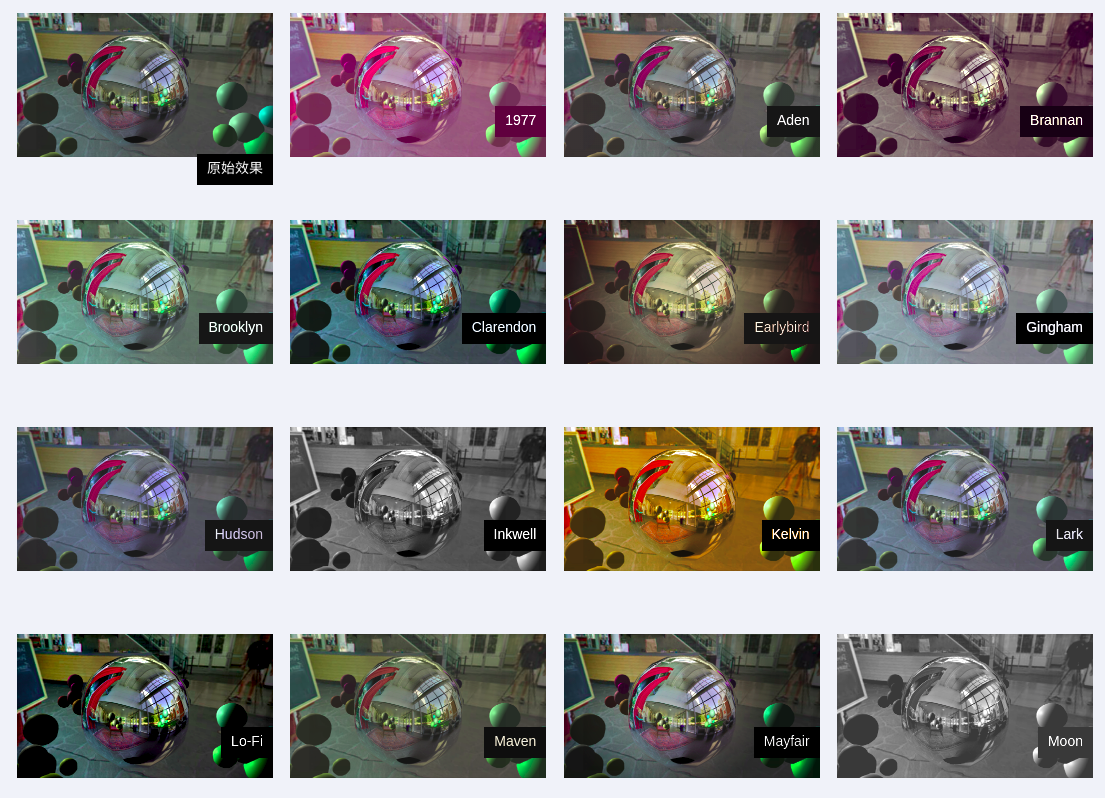 原始效果
1977
Aden
Brannan
Brooklyn
Clarendon
Earlybird
Gingham
Hudson
Inkwell
Kelvin
Lark
Lo-Fi
Maven
Mayfair
Moon